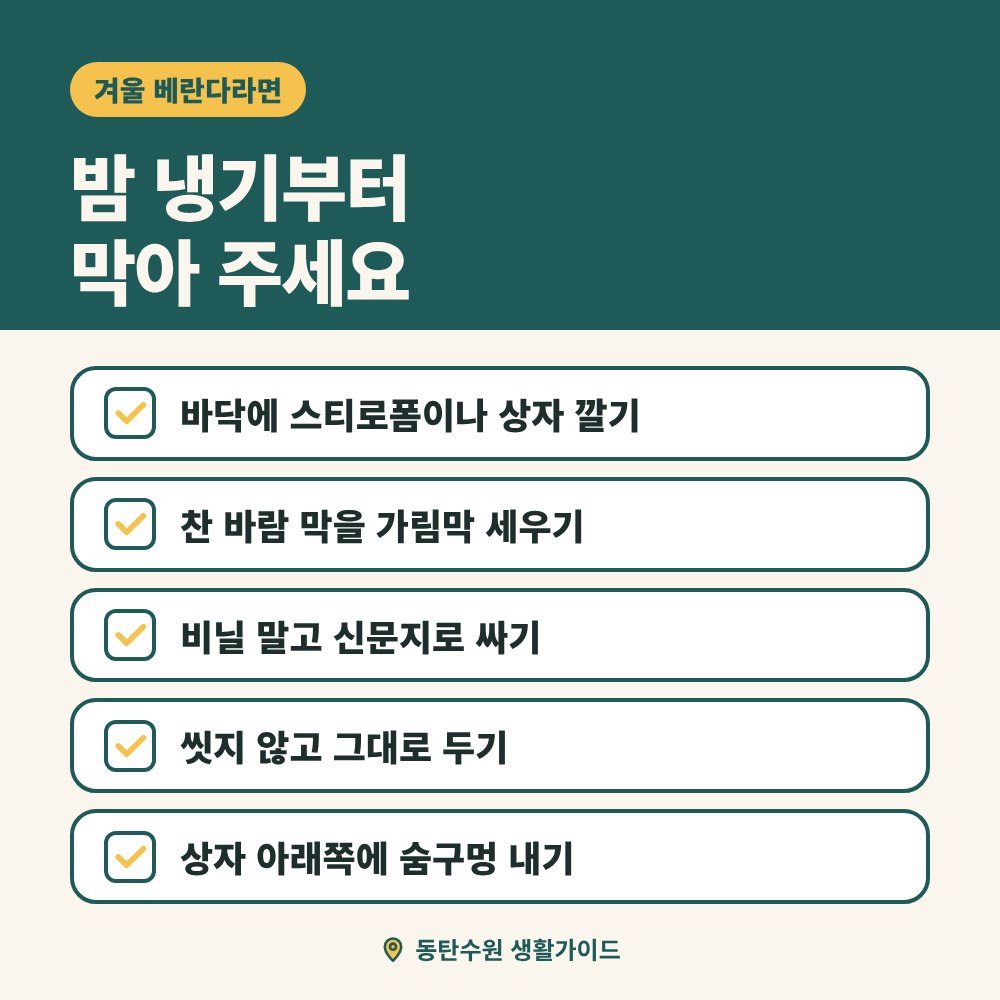 겨울 베란다라면
밤 냉기부터
막아 주세요
바닥에 스티로폼이나 상자 깔기
찬 바람 막을 가림막 세우기
비닐 말고 신문지로 싸기
씻지 않고 그대로 두기
상자 아래쪽에 숨구멍 내기
동탄수원 생활가이드